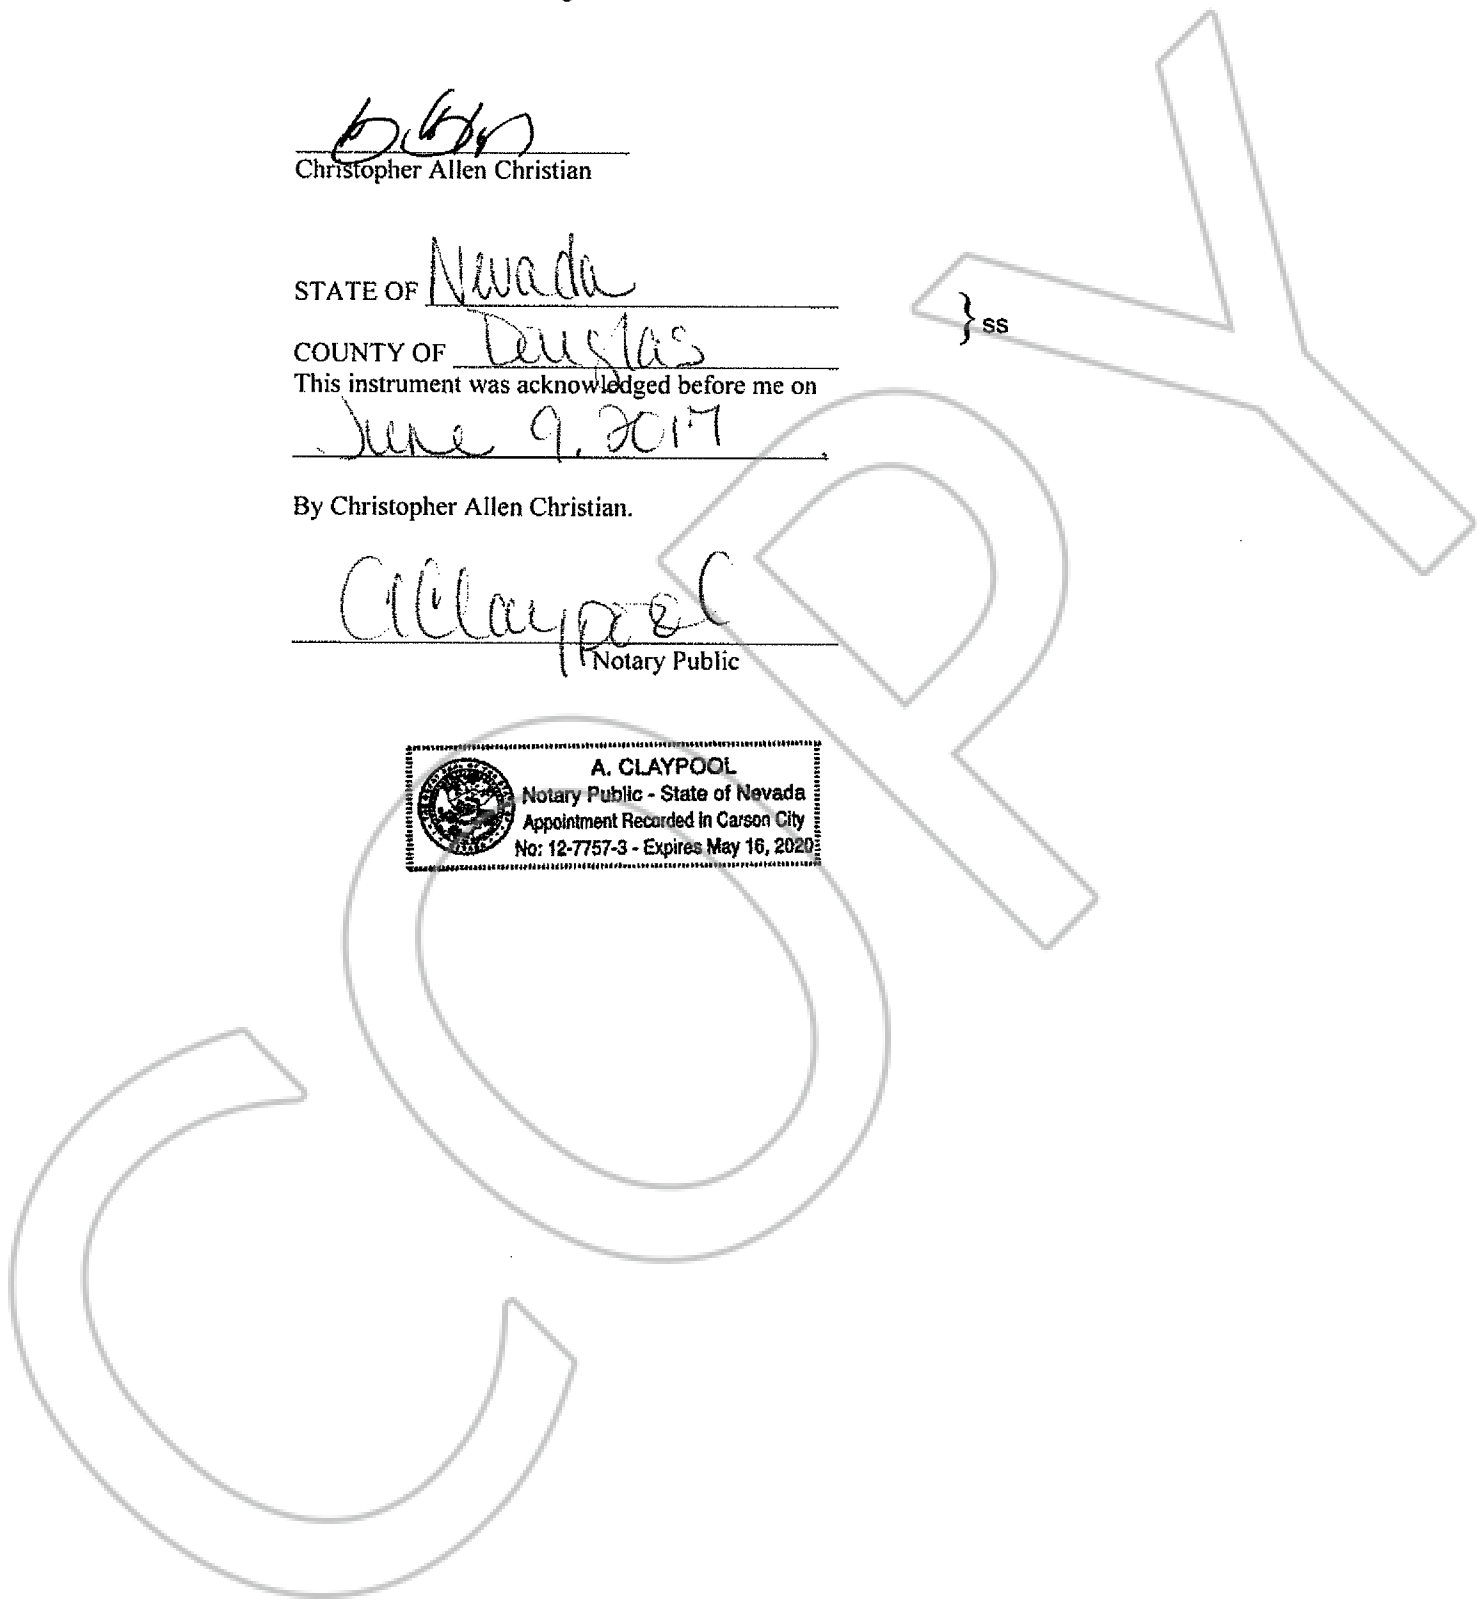 Christopher Allen Christian
STATE OF Nevada
COUNTY OF Douglas
} ss
This instrument was acknowledged before me on
June 9, 2017.
By Christopher Allen Christian.
AClaypool
Notary Public
A. CLAYPOOL
Notary Public - State of Nevada
Appointment Recorded in Carson City
No: 12-7757-3 - Expires May 16, 2020
COPY